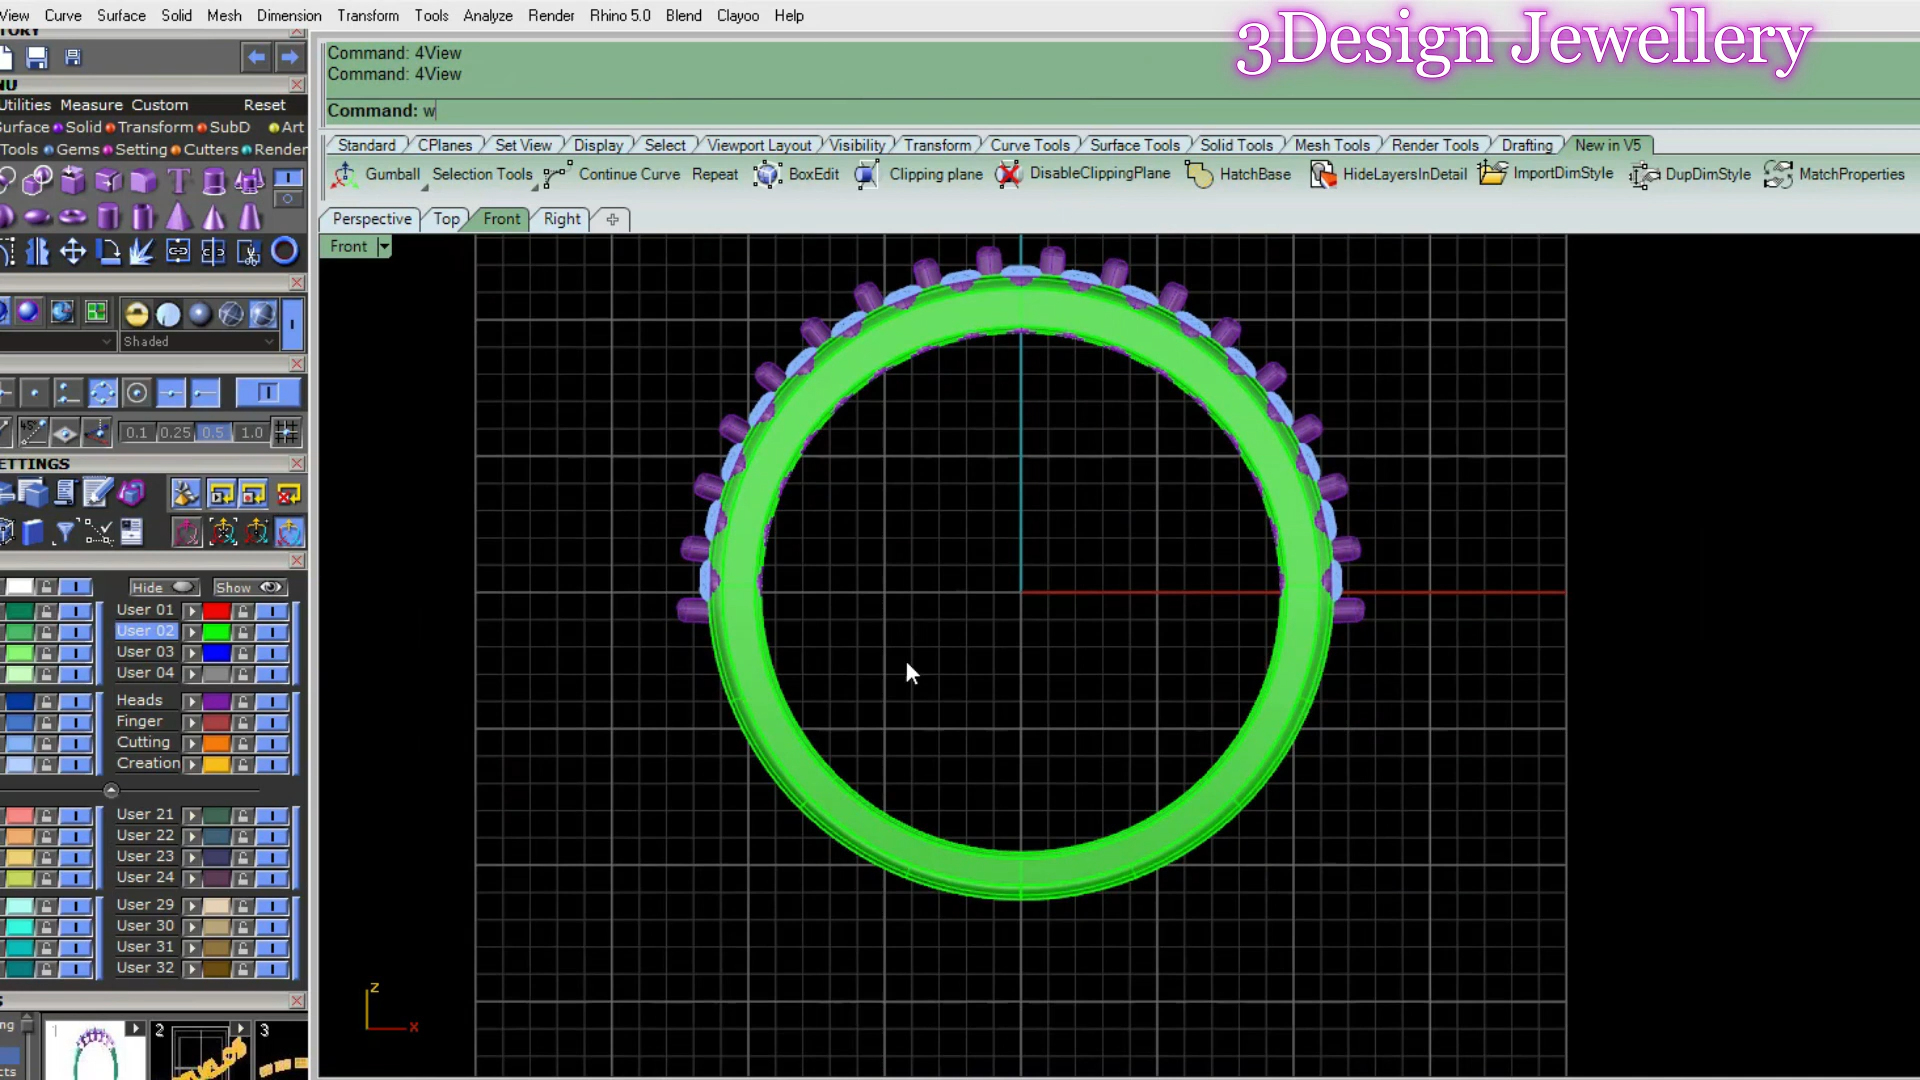 View Curve Surface Solid Mesh Dimension Transform Tools Analyze Render Rhino 5.0 Blend Clayoo Help
3Design Jewellery
Command: 4View
Command: 4View
Command: w
Utilities Measure Custom Reset
Surface Solid Transform SubD Art
Tools Gems Setting Cutters Render
Standard CPlanes Set View Display Select Viewport Layout Visibility Transform Curve Tools Surface Tools Solid Tools Mesh Tools Render Tools Drafting New in V5
Gumball Selection Tools Continue Curve Repeat BoxEdit Clipping plane DisableClippingPlane HatchBase HideLayersInDetail ImportDimStyle DupDimStyle MatchProperties
Perspective Top Front Right
Front
Shaded
0.1 0.25 0.5 1.0
ETTINGS
Hide Show
User 01
User 02
User 03
User 04
Heads
Finger
Cutting
Creation
User 21
User 22
User 23
User 24
User 29
User 30
User 31
User 32
1 2 3
z
x